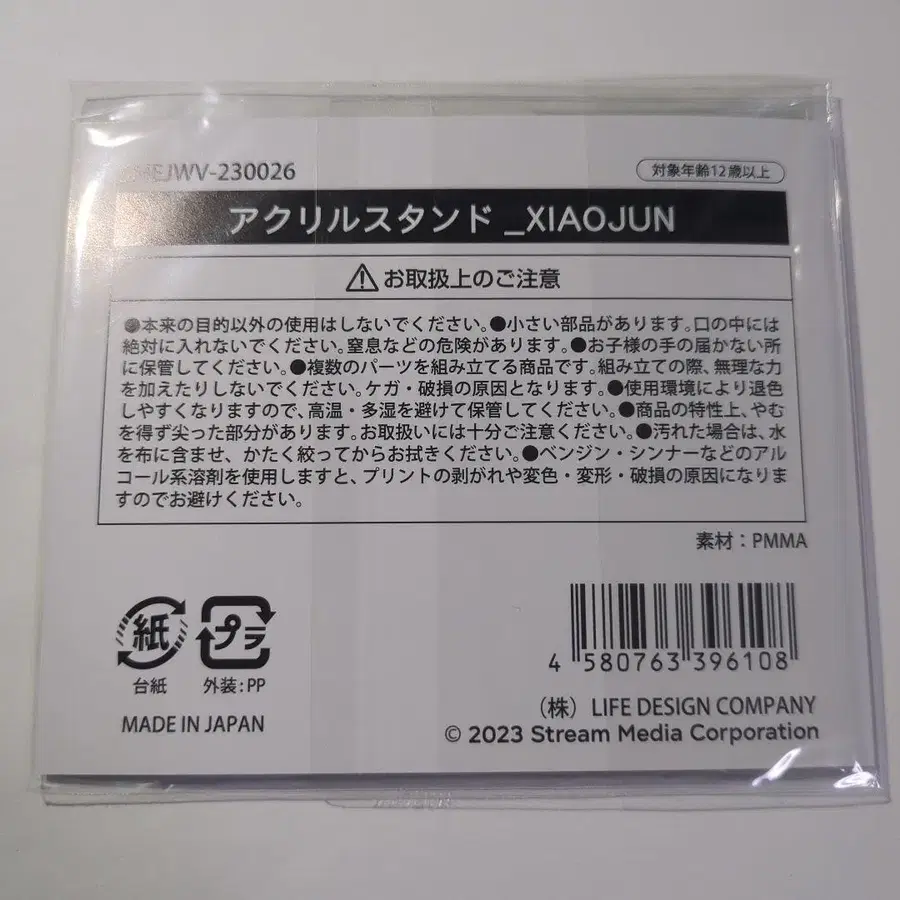 JWV-230026
対象年齢12歳以上
アクリルスタンド _XIAOJUN
お取扱上のご注意
●本来の目的以外の使用はしないでください。●小さい部品があります。口の中には
絶対に入れないでください。窒息などの危険があります。●お子様の手の届かない所
に保管してください。●複数のパーツを組み立てる商品です。組み立ての際、無理な力
を加えたりしないでください。ケガ・破損の原因となります。●使用環境により退色
しやすくなりますので、高温・多湿を避けて保管してください。●商品の特性上、やむ
を得ず尖った部分があります。お取扱いには十分ご注意ください。●汚れた場合は、水
を布に含ませ、かたく絞ってからお拭きください。●ベンジン・シンナーなどのアル
コール系溶剤を使用しますと、プリントの剥がれや変色・変形・破損の原因になりま
すのでお避けください。
素材：PMMA
紙
プラ
台紙
外装：PP
MADE IN JAPAN
4 580763 396108
（株）LIFE DESIGN COMPANY
© 2023 Stream Media Corporation